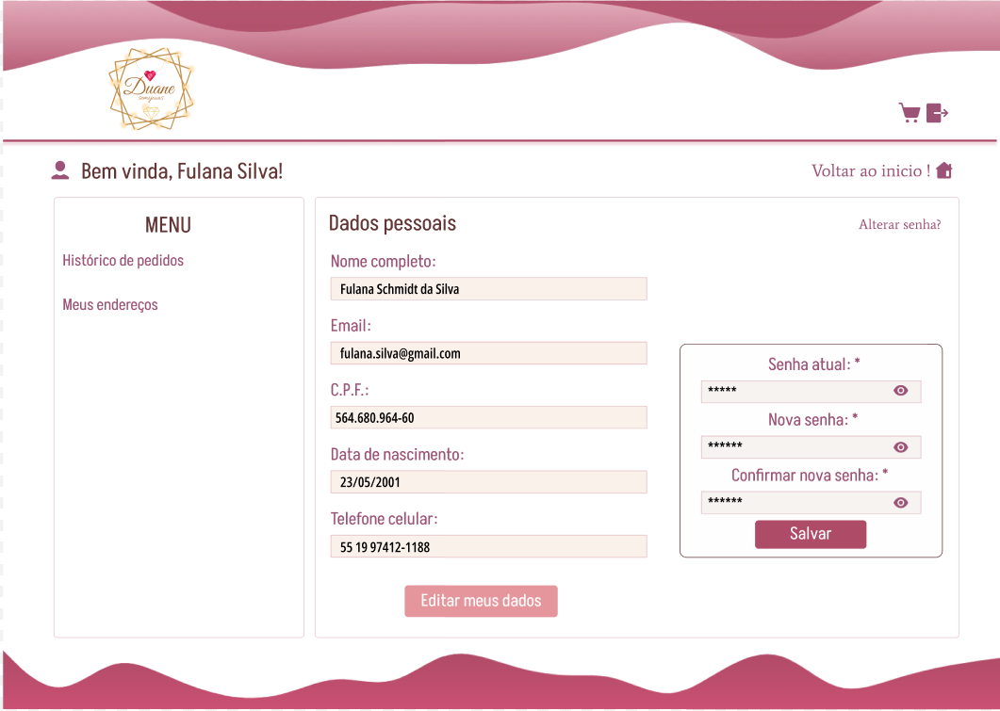 Duane
Semijoias
Bem vinda, Fulana Silva!
Voltar ao inicio !
MENU
Histórico de pedidos
Meus endereços
Dados pessoais
Alterar senha?
Nome completo:
Fulana Schmidt da Silva
Email:
fulana.silva@gmail.com
C.P.F.:
564.680.964-60
Data de nascimento:
23/05/2001
Telefone celular:
55 19 97412-1188
Editar meus dados
Senha atual: *
*****
Nova senha: *
******
Confirmar nova senha: *
******
Salvar